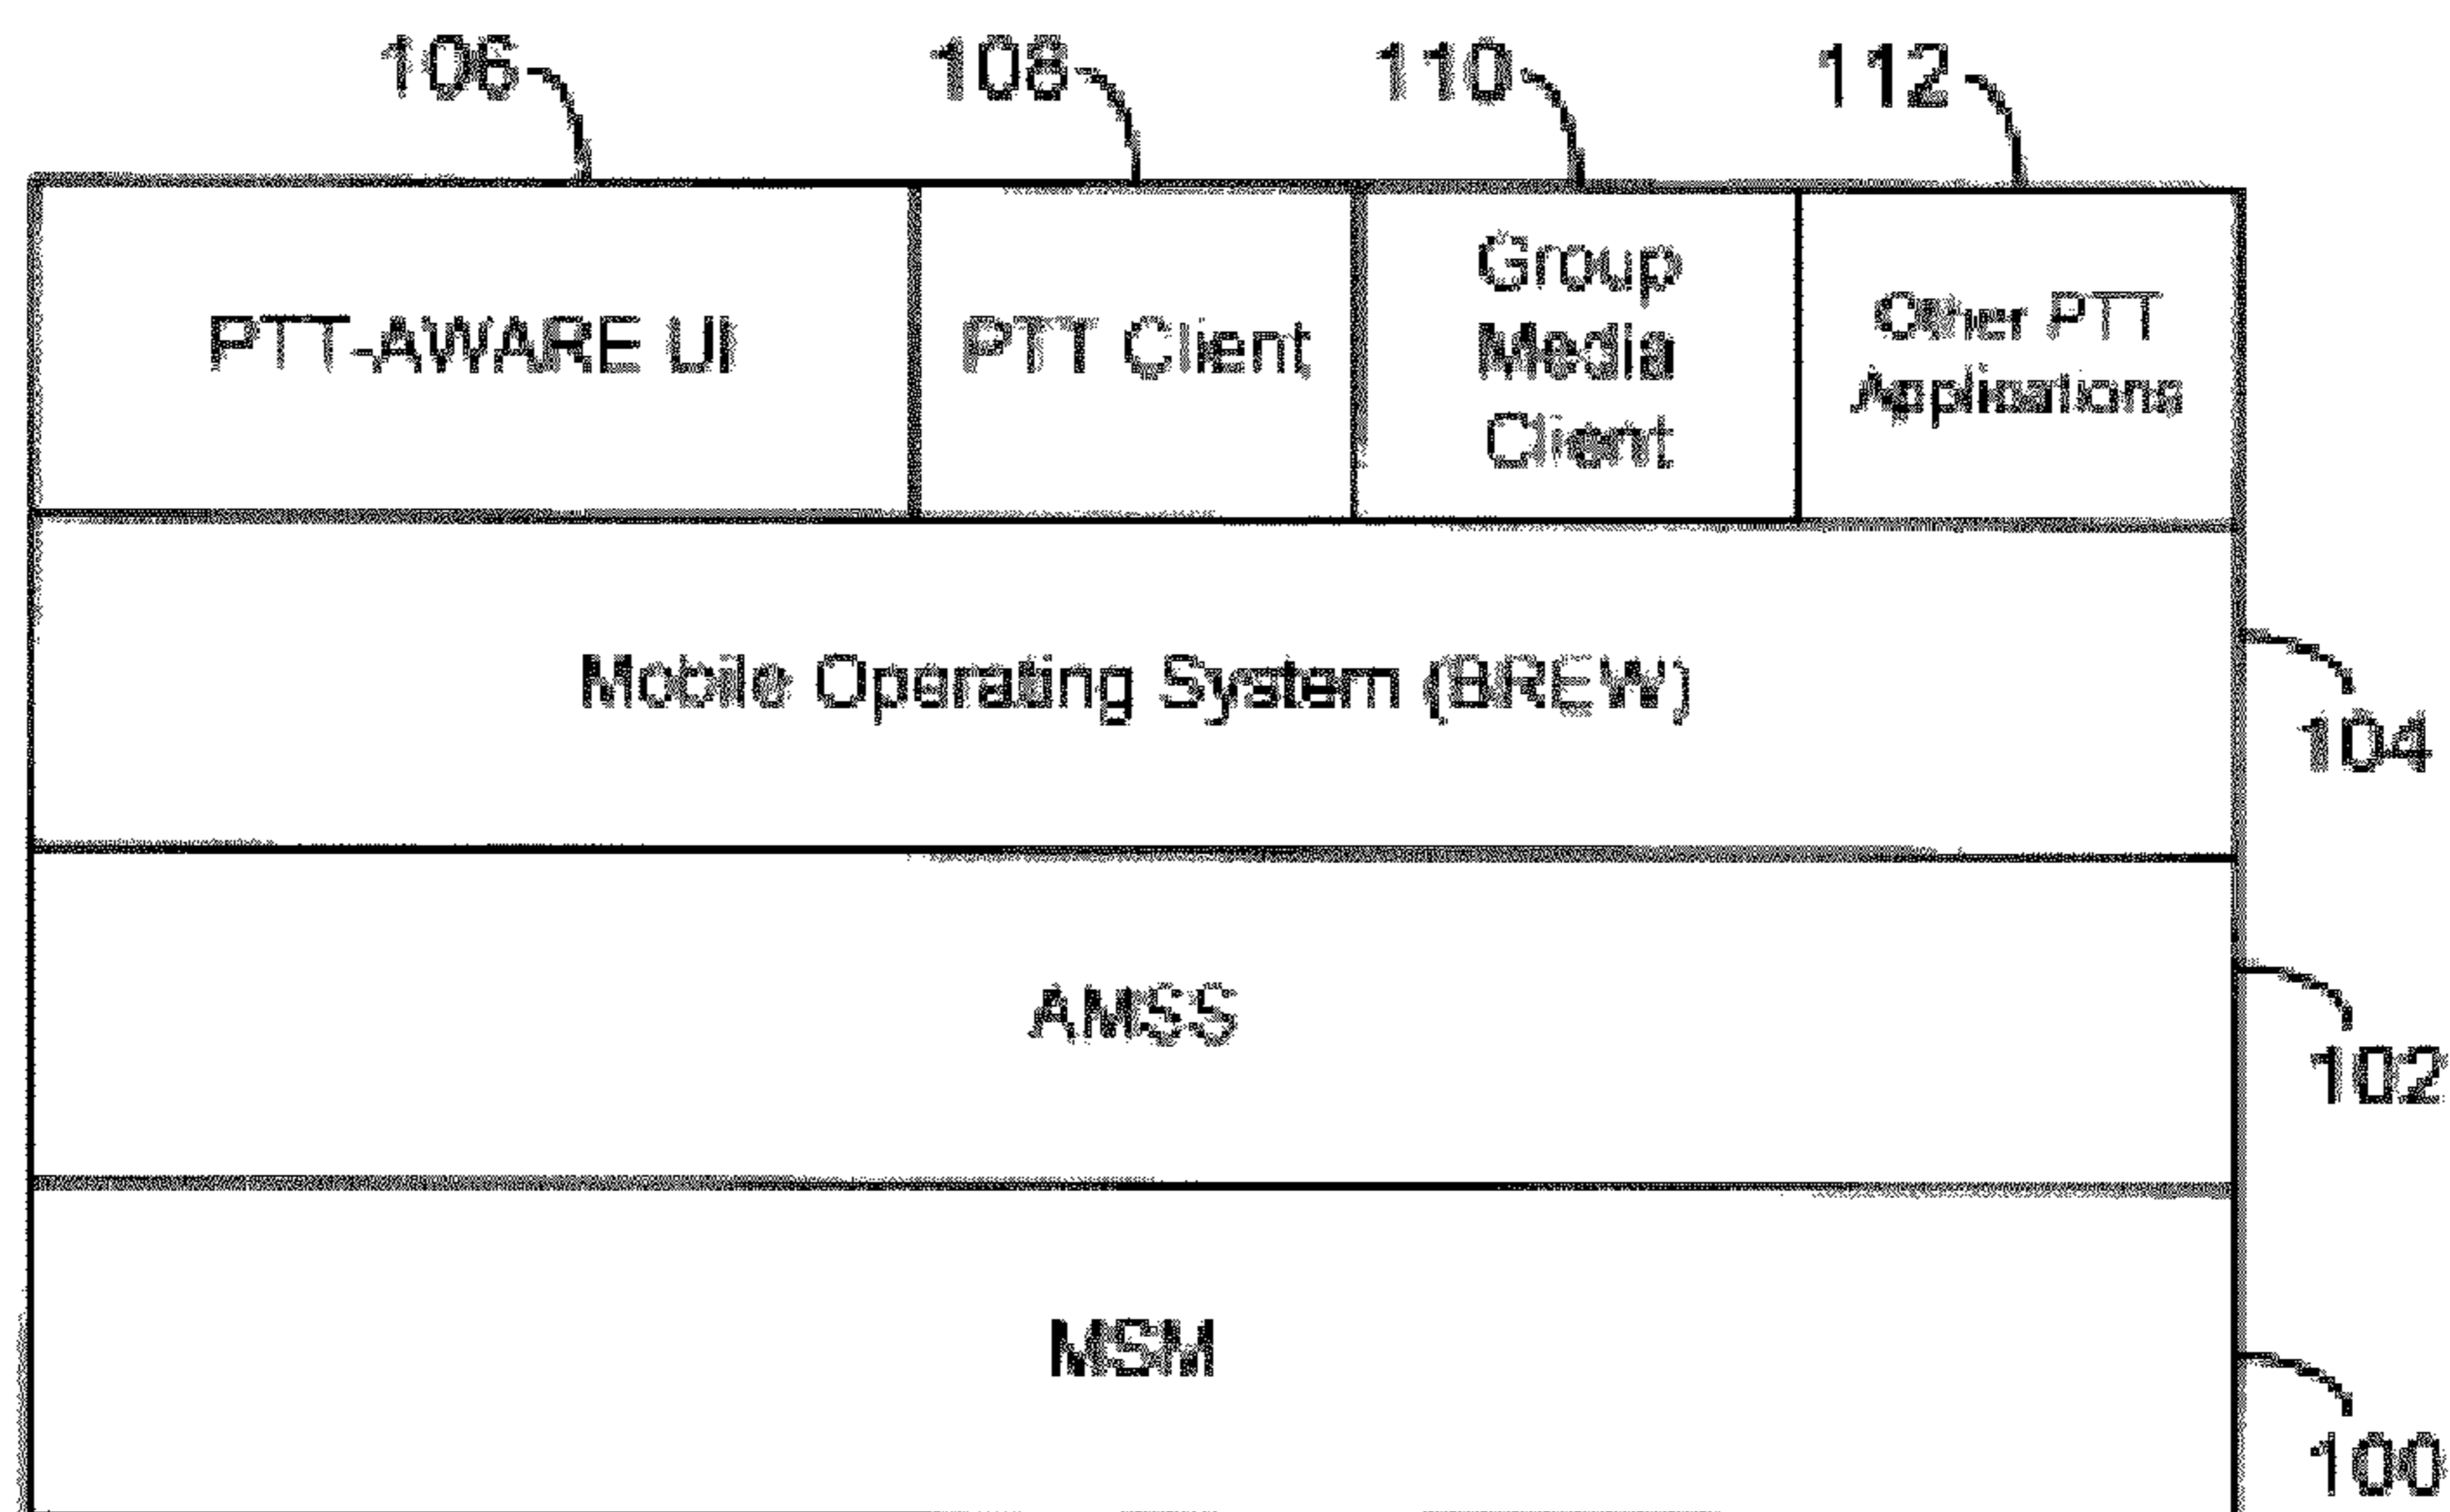 106 108 110 112
PTT-AWARE UI
PTT Client
Group
Media
Client
Other PTT
Applications
Mobile Operating System (BREW)
104
AMSS
102
MSM
100